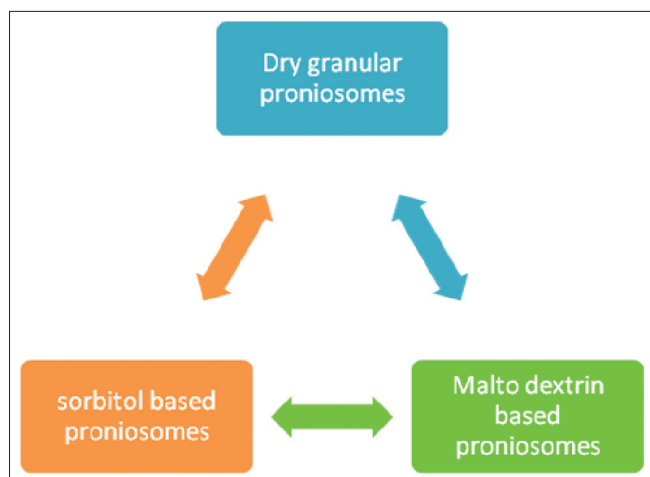 Dry granular
proniosomes
sorbitol based
proniosomes
Malto dextrin
based
proniosomes